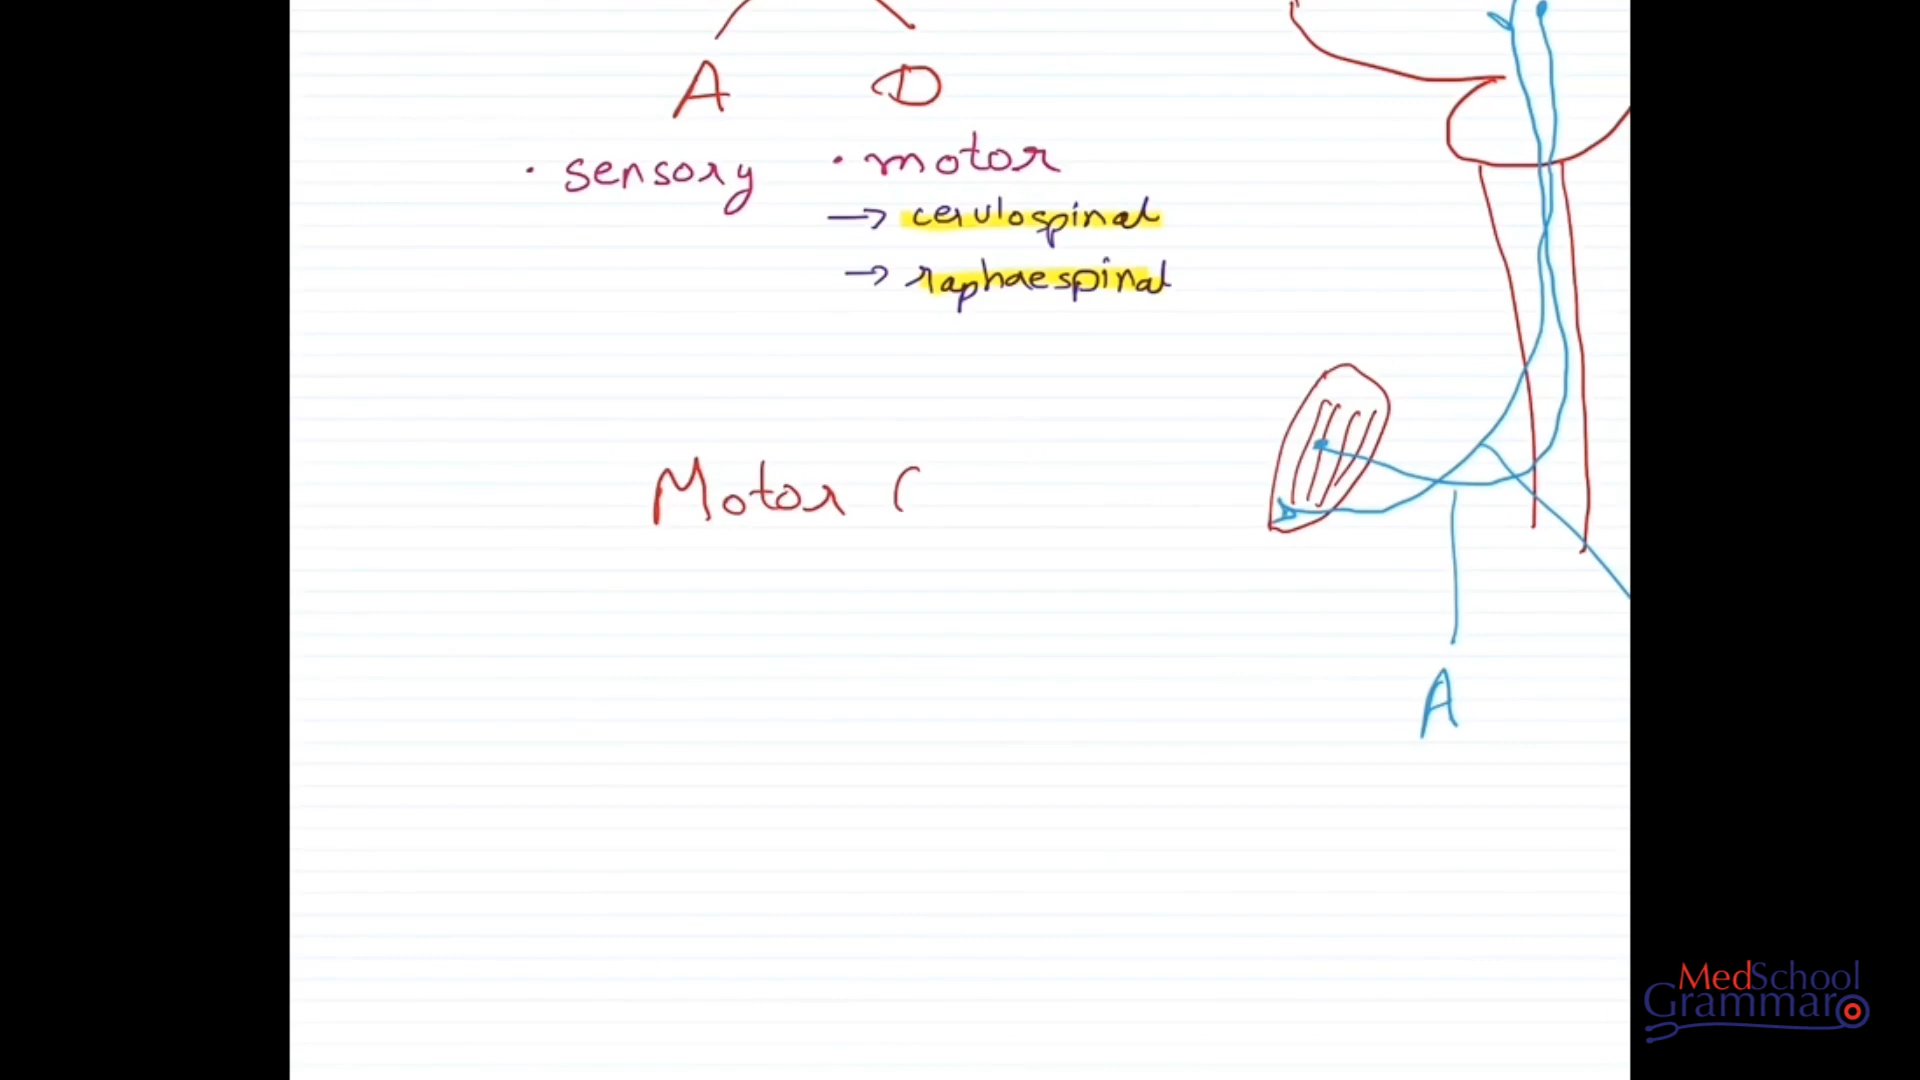 A D
· sensory · motor
→ cerulospinal
→ raphaespinal
Motor (
A
MedSchool
Grammar